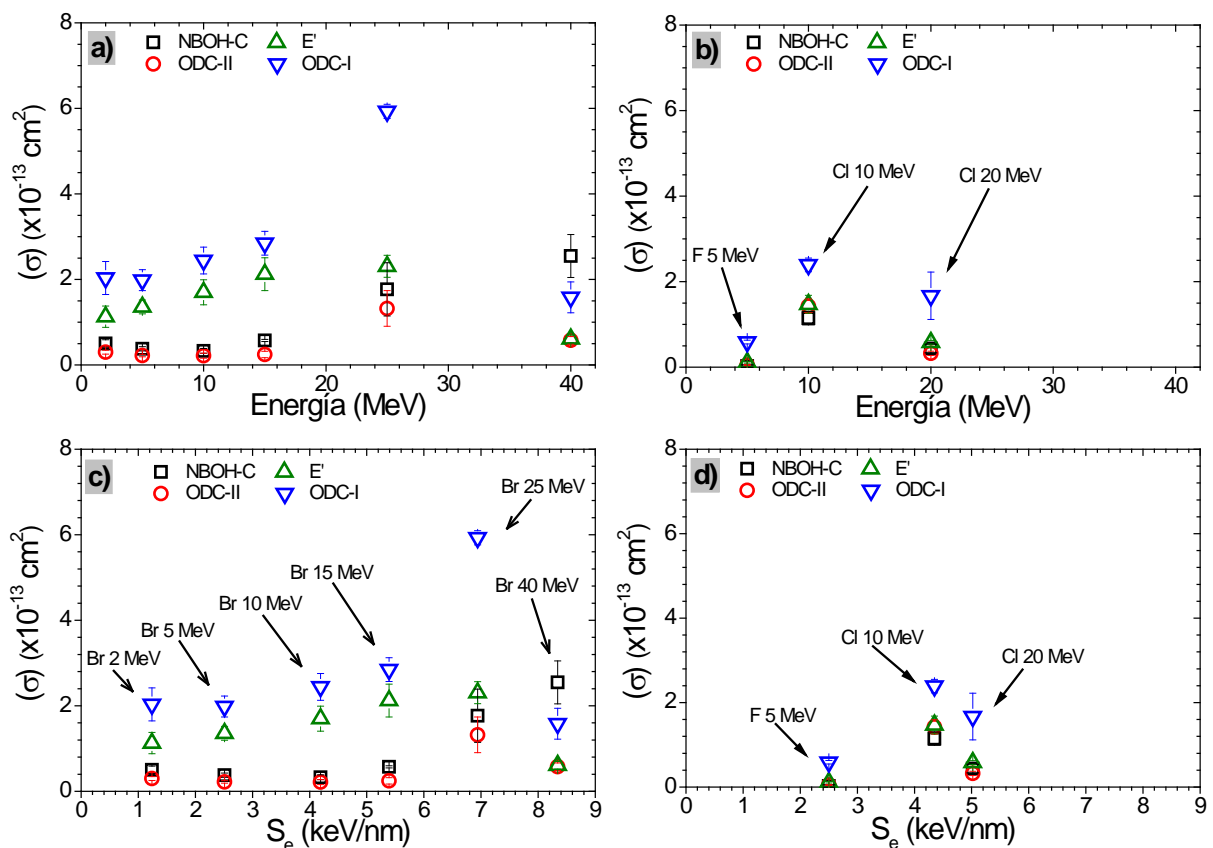 a)
NBOH-C E'
ODC-II ODC-I
(σ) (x10⁻¹³ cm²)
8
6
4
2
0
0 10 20 30 40
Energía (MeV)
b)
NBOH-C E'
ODC-II ODC-I
Cl 10 MeV
Cl 20 MeV
F 5 MeV
(σ) (x10⁻¹³ cm²)
8
6
4
2
0
0 10 20 30 40
Energía (MeV)
c)
NBOH-C E'
ODC-II ODC-I
Br 25 MeV
Br 15 MeV
Br 40 MeV
Br 10 MeV
Br 5 MeV
Br 2 MeV
(σ) (x10⁻¹³ cm²)
8
6
4
2
0
0 1 2 3 4 5 6 7 8 9
Sₑ (keV/nm)
d)
NBOH-C E'
ODC-II ODC-I
Cl 10 MeV
Cl 20 MeV
F 5 MeV
(σ) (x10⁻¹³ cm²)
8
6
4
2
0
0 1 2 3 4 5 6 7 8 9
Sₑ (keV/nm)